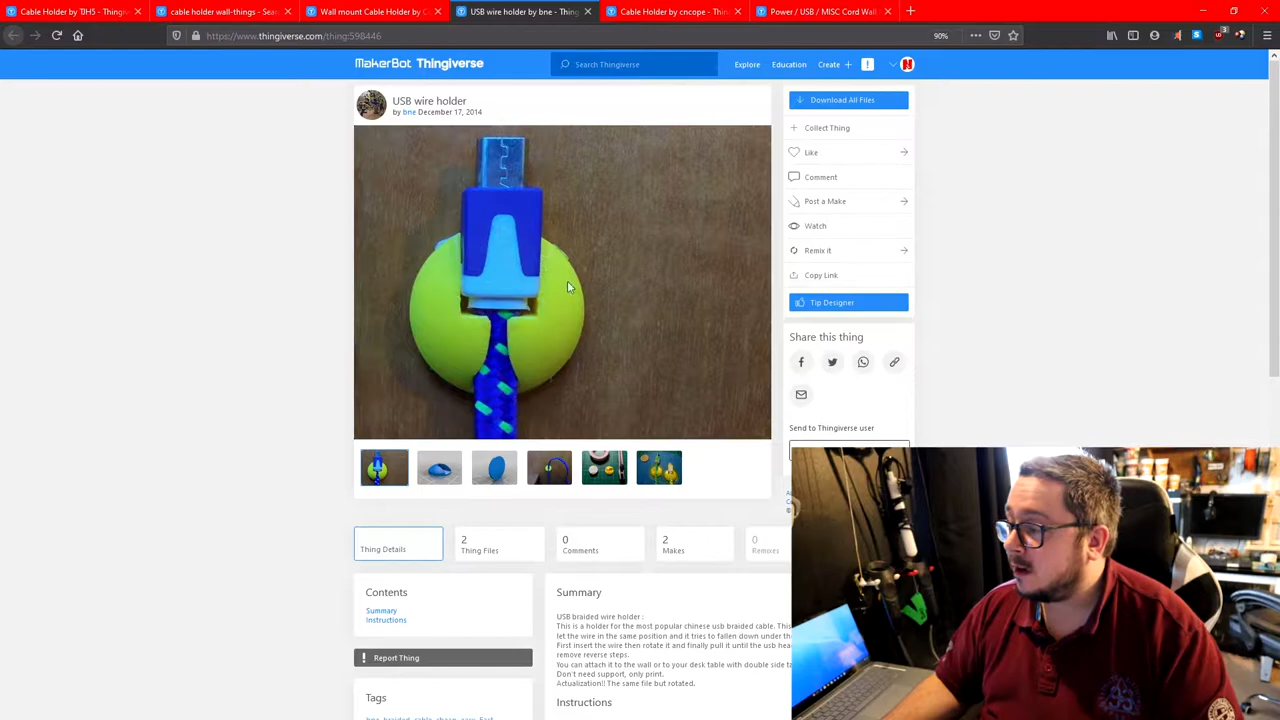 Cable Holder by TJH5 - Thingive
cable holder wall-things - Sear
Wall mount Cable Holder by C
USB wire holder by bne - Thing
Cable Holder by cncope - Thin
Power / USB / MISC Cord Wall
https://www.thingiverse.com/thing:598446
90%
MakerBot Thingiverse
Search Thingiverse
Explore
Education
Create +
USB wire holder
by bne December 17, 2014
Download All Files
Collect Thing
Like
Comment
Post a Make
Watch
Remix it
Copy Link
Tip Designer
Share this thing
Send to Thingiverse user
Thing Details
2
Thing Files
0
Comments
2
Makes
0
Remixes
Contents
Summary
Instructions
Report Thing
Tags
Summary
USB braided wire holder :
This is a holder for the most popular chinese usb braided cable. This
let the wire in the same position and it tries to fallen down under the
First insert the wire then rotate it and finally pull it until the usb head
remove reverse steps.
You can attach it to the wall or to your desk table with double side ta
Don't need support, only print.
Actualization!! The same file but rotated.
Instructions